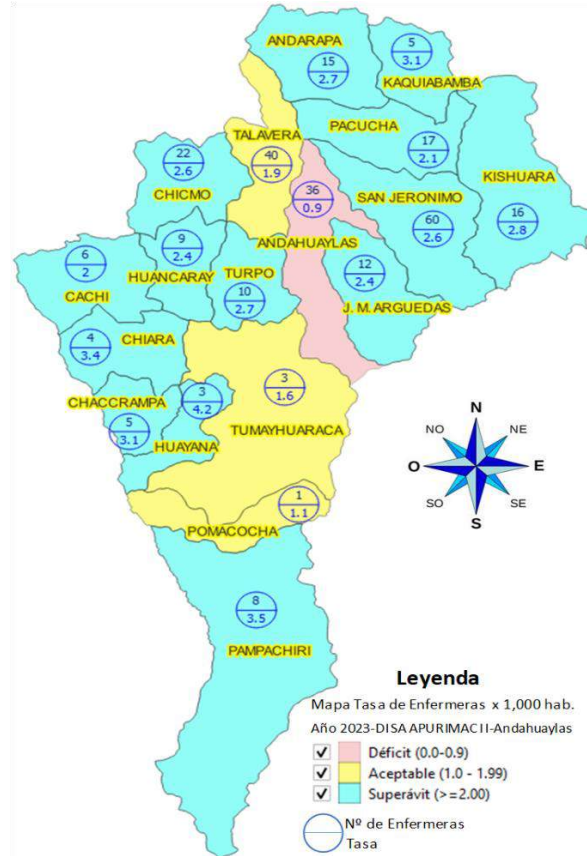 ANDARAPA
15
2.7
5
3.1
KAQUIABAMBA
TALAVERA
40
1.9
PACUCHA
17
2.1
KISHUARA
16
2.8
22
2.6
CHICMO
36
0.9
ANDAHUAYLAS
SAN JERONIMO
60
2.6
6
2
CACHI
9
2.4
HUANCARAY
TURPO
10
2.7
12
2.4
J. M. ARGUEDAS
4
3.4
CHIARA
CHACCRAMPA
5
3.1
3
4.2
HUAYANA
3
1.6
TUMAYHUARACA
1
1.1
POMACOCHA
8
3.5
PAMPACHIRI
N
NO
NE
O
E
SO
SE
S
Leyenda
Mapa Tasa de Enfermeras x 1,000 hab.
Año 2023-DISA APURIMAC II-Andahuaylas
Déficit (0.0-0.9)
Aceptable (1.0 - 1.99)
Superávit (>=2.00)
Nº de Enfermeras
Tasa